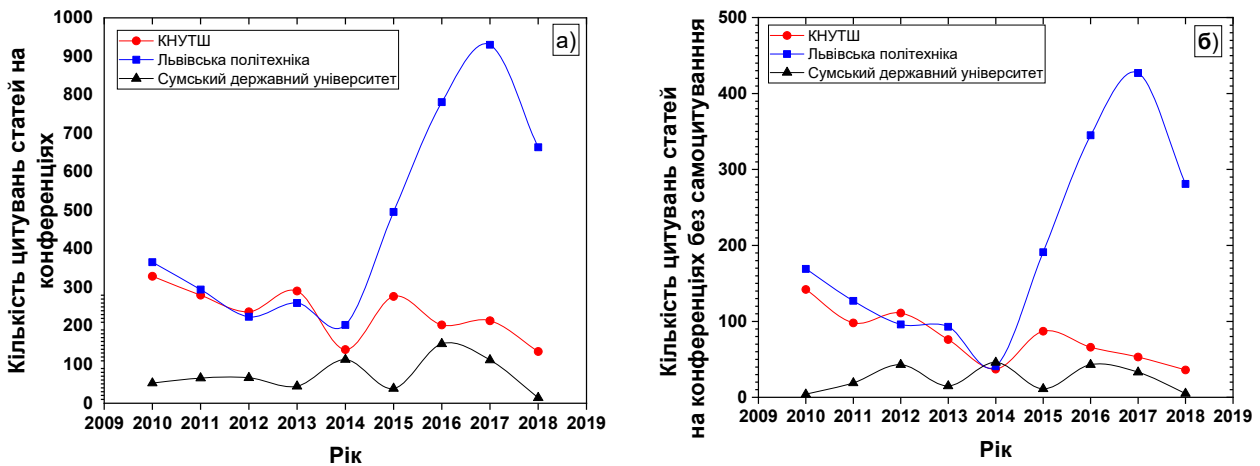 Кількість цитувань статей на
конференціях
1000
900
800
700
600
500
400
300
200
100
0
КНУТШ
Львівська політехніка
Сумський державний університет
а)
2009 2010 2011 2012 2013 2014 2015 2016 2017 2018 2019
Рік
Кількість цитувань статей
на конференціях без самоцитуванння
500
400
300
200
100
0
КНУТШ
Львівська політехніка
Сумський державний університет
б)
2009 2010 2011 2012 2013 2014 2015 2016 2017 2018 2019
Рік